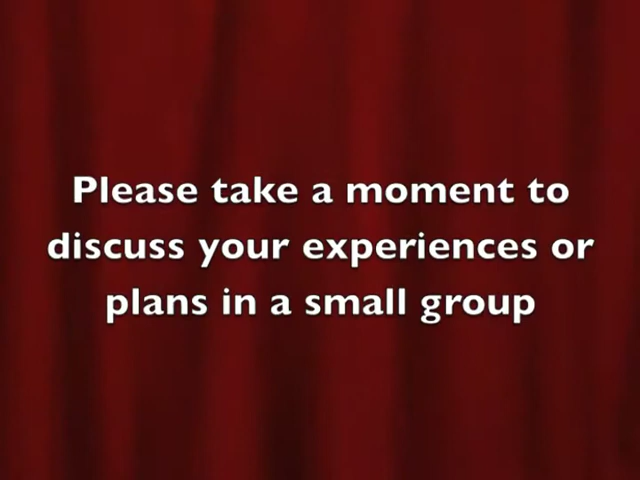 Please take a moment to
discuss your experiences or
plans in a small group